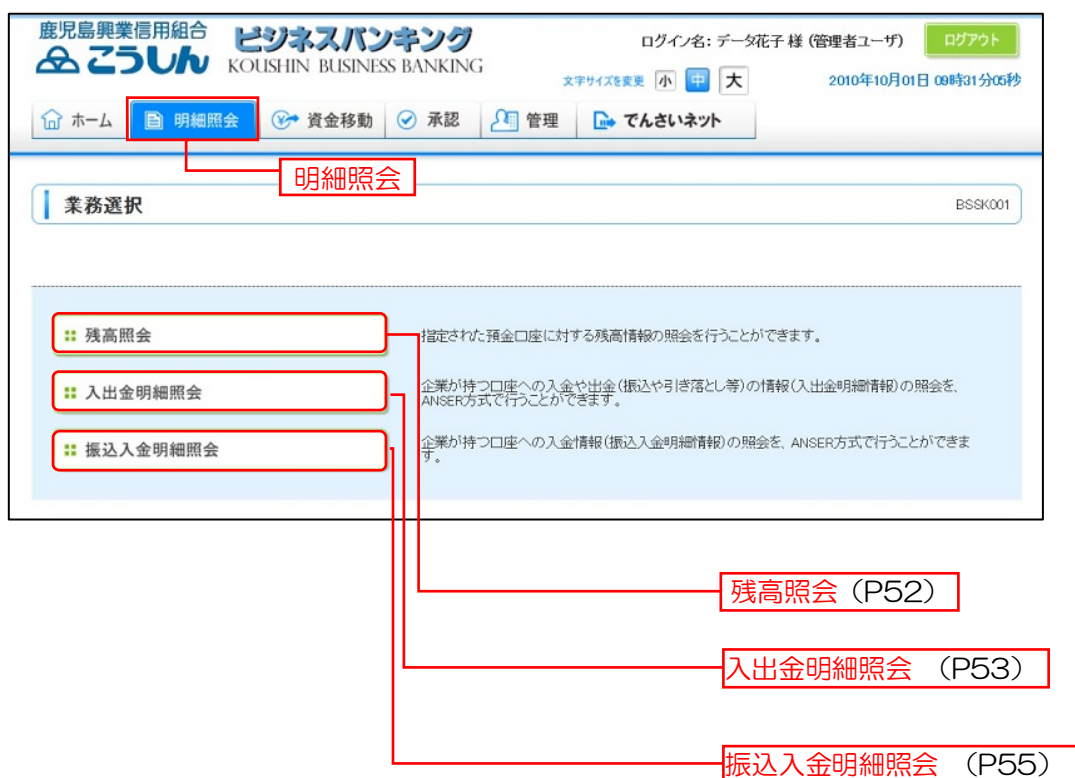 鹿児島興業信用組合
こうしん
ビジネスバンキング
KOUSHIN BUSINESS BANKING
ログイン名：データ花子 様 (管理者ユーザ)
ログアウト
文字サイズを変更 小 中 大
2010年10月01日 09時31分05秒
ホーム 明細照会 資金移動 承認 管理 でんさいネット
明細照会
業務選択
BSSK001
残高照会
指定された預金口座に対する残高情報の照会を行うことができます。
入出金明細照会
企業が持つ口座への入金や出金(振込や引き落とし等)の情報(入出金明細情報)の照会を、
ANSER方式で行うことができます。
振込入金明細照会
企業が持つ口座への入金情報(振込入金明細情報)の照会を、ANSER方式で行うことができま
す。
残高照会（P52）
入出金明細照会　（P53）
振込入金明細照会　（P55）